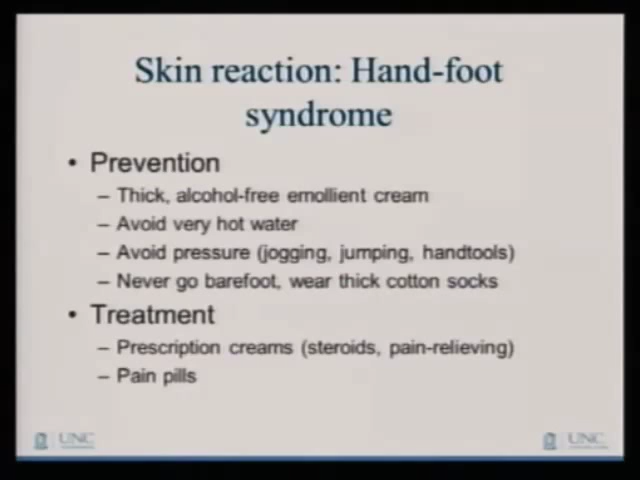 Skin reaction: Hand-foot
syndrome
• Prevention
– Thick, alcohol-free emollient cream
– Avoid very hot water
– Avoid pressure (jogging, jumping, handtools)
– Never go barefoot, wear thick cotton socks
• Treatment
– Prescription creams (steroids, pain-relieving)
– Pain pills
UNC
UNC